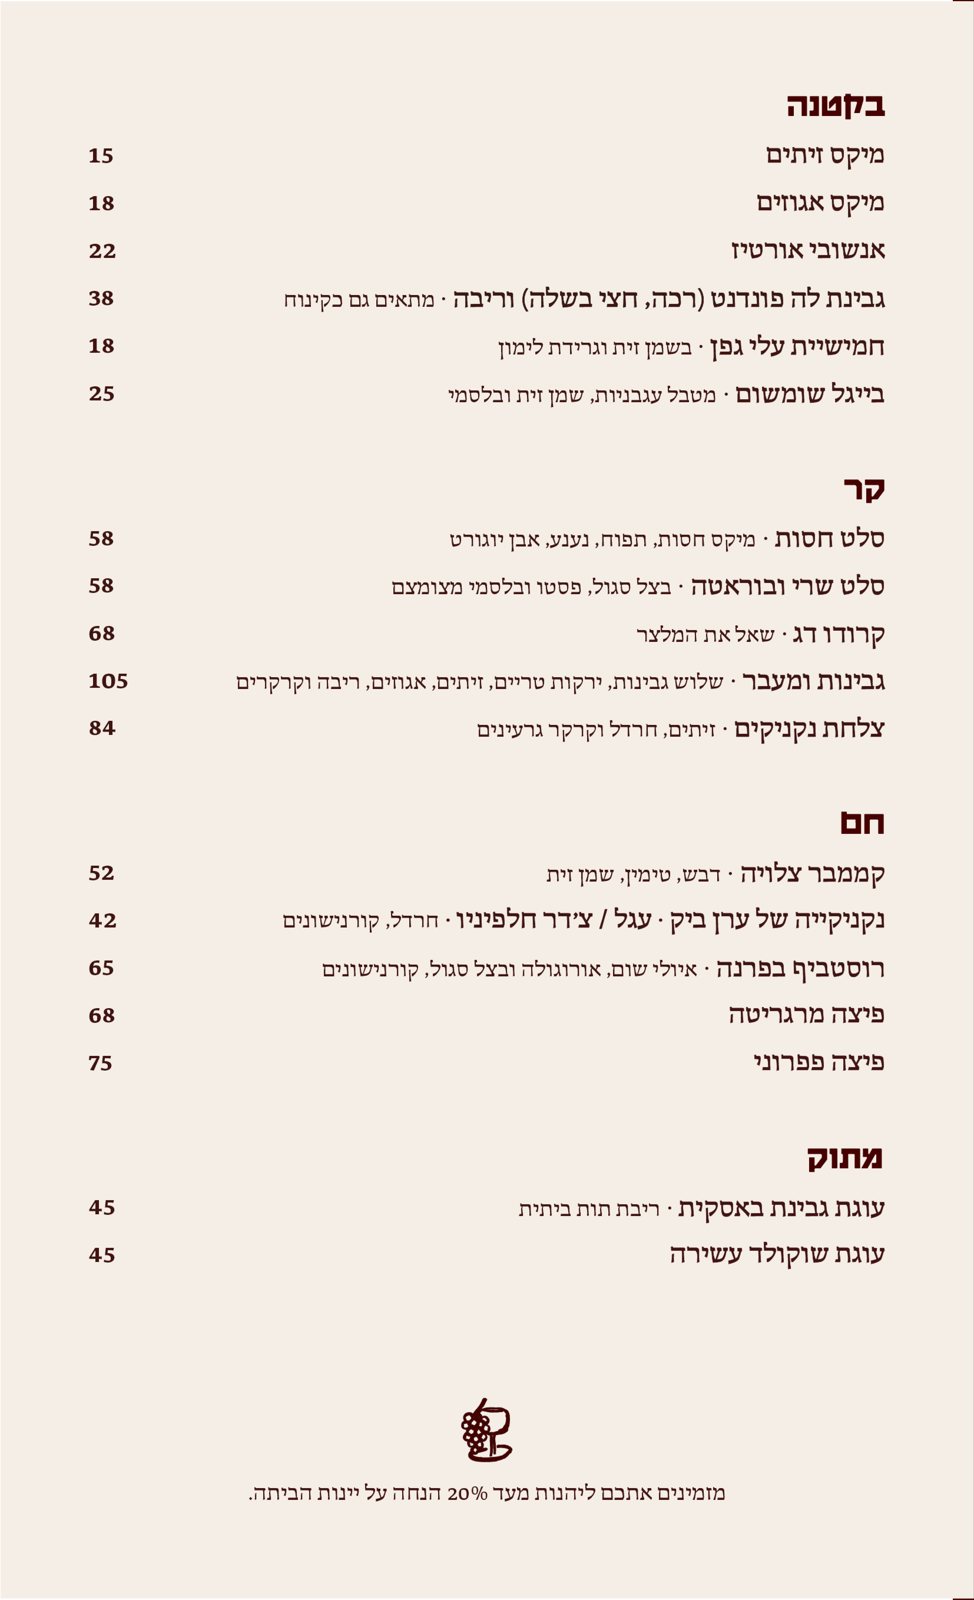 בקטנה
מיקס זיתים 15
מיקס אגוזים 18
אנשובי אורטיז 22
גבינת לה פונדנט (רכה, חצי בשלה) וריבה · מתאים גם כקינוח 38
חמישיית עלי גפן · בשמן זית וגרידת לימון 18
בייגל שומשום · מטבל עגבניות, שמן זית ובלסמי 25
קר
סלט חסות · מיקס חסות, תפוח, נענע, אבן יוגורט 58
סלט שרי ובוראטה · בצל סגול, פסטו ובלסמי מצומצם 58
קרודו דג · שאל את המלצר 68
גבינות ומעבר · שלוש גבינות, ירקות טריים, זיתים, אגוזים, ריבה וקרקרים 105
צלחת נקניקים · זיתים, חרדל וקרקר גרעינים 84
חם
קממבר צלויה · דבש, טימין, שמן זית 52
נקניקייה של ערן ביק · עגל / צ׳דר חלפיניו · חרדל, קורנישונים 42
רוסטביף בפרנה · איולי שום, אורוגולה ובצל סגול, קורנישונים 65
פיצה מרגריטה 68
פיצה פפרוני 75
מתוק
עוגת גבינת באסקית · ריבת תות ביתית 45
עוגת שוקולד עשירה 45
מזמינים אתכם ליהנות מעד 20% הנחה על יינות הביתה.